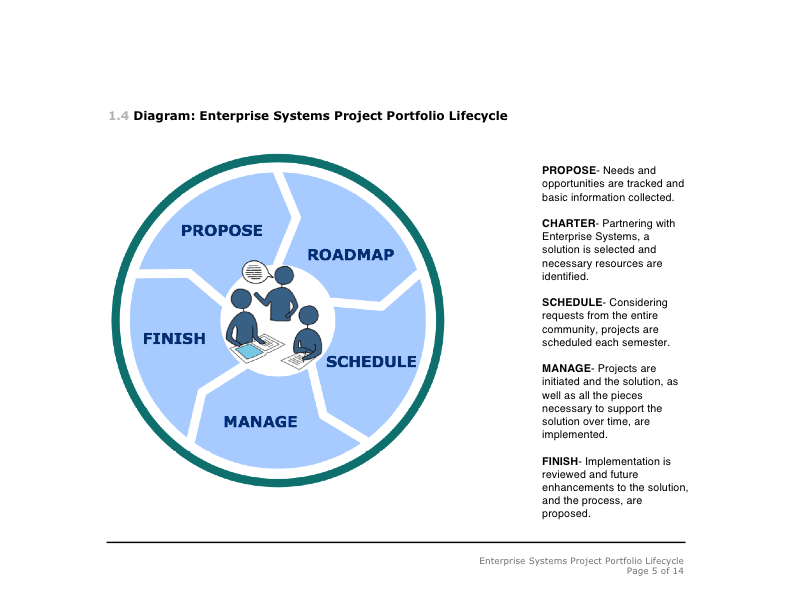 1.4 Diagram: Enterprise Systems Project Portfolio Lifecycle
PROPOSE
ROADMAP
FINISH
SCHEDULE
MANAGE
PROPOSE- Needs and
opportunities are tracked and
basic information collected.
CHARTER- Partnering with
Enterprise Systems, a
solution is selected and
necessary resources are
identified.
SCHEDULE- Considering
requests from the entire
community, projects are
scheduled each semester.
MANAGE- Projects are
initiated and the solution, as
well as all the pieces
necessary to support the
solution over time, are
implemented.
FINISH- Implementation is
reviewed and future
enhancements to the solution,
and the process, are
proposed.
Enterprise Systems Project Portfolio Lifecycle
Page 5 of 14